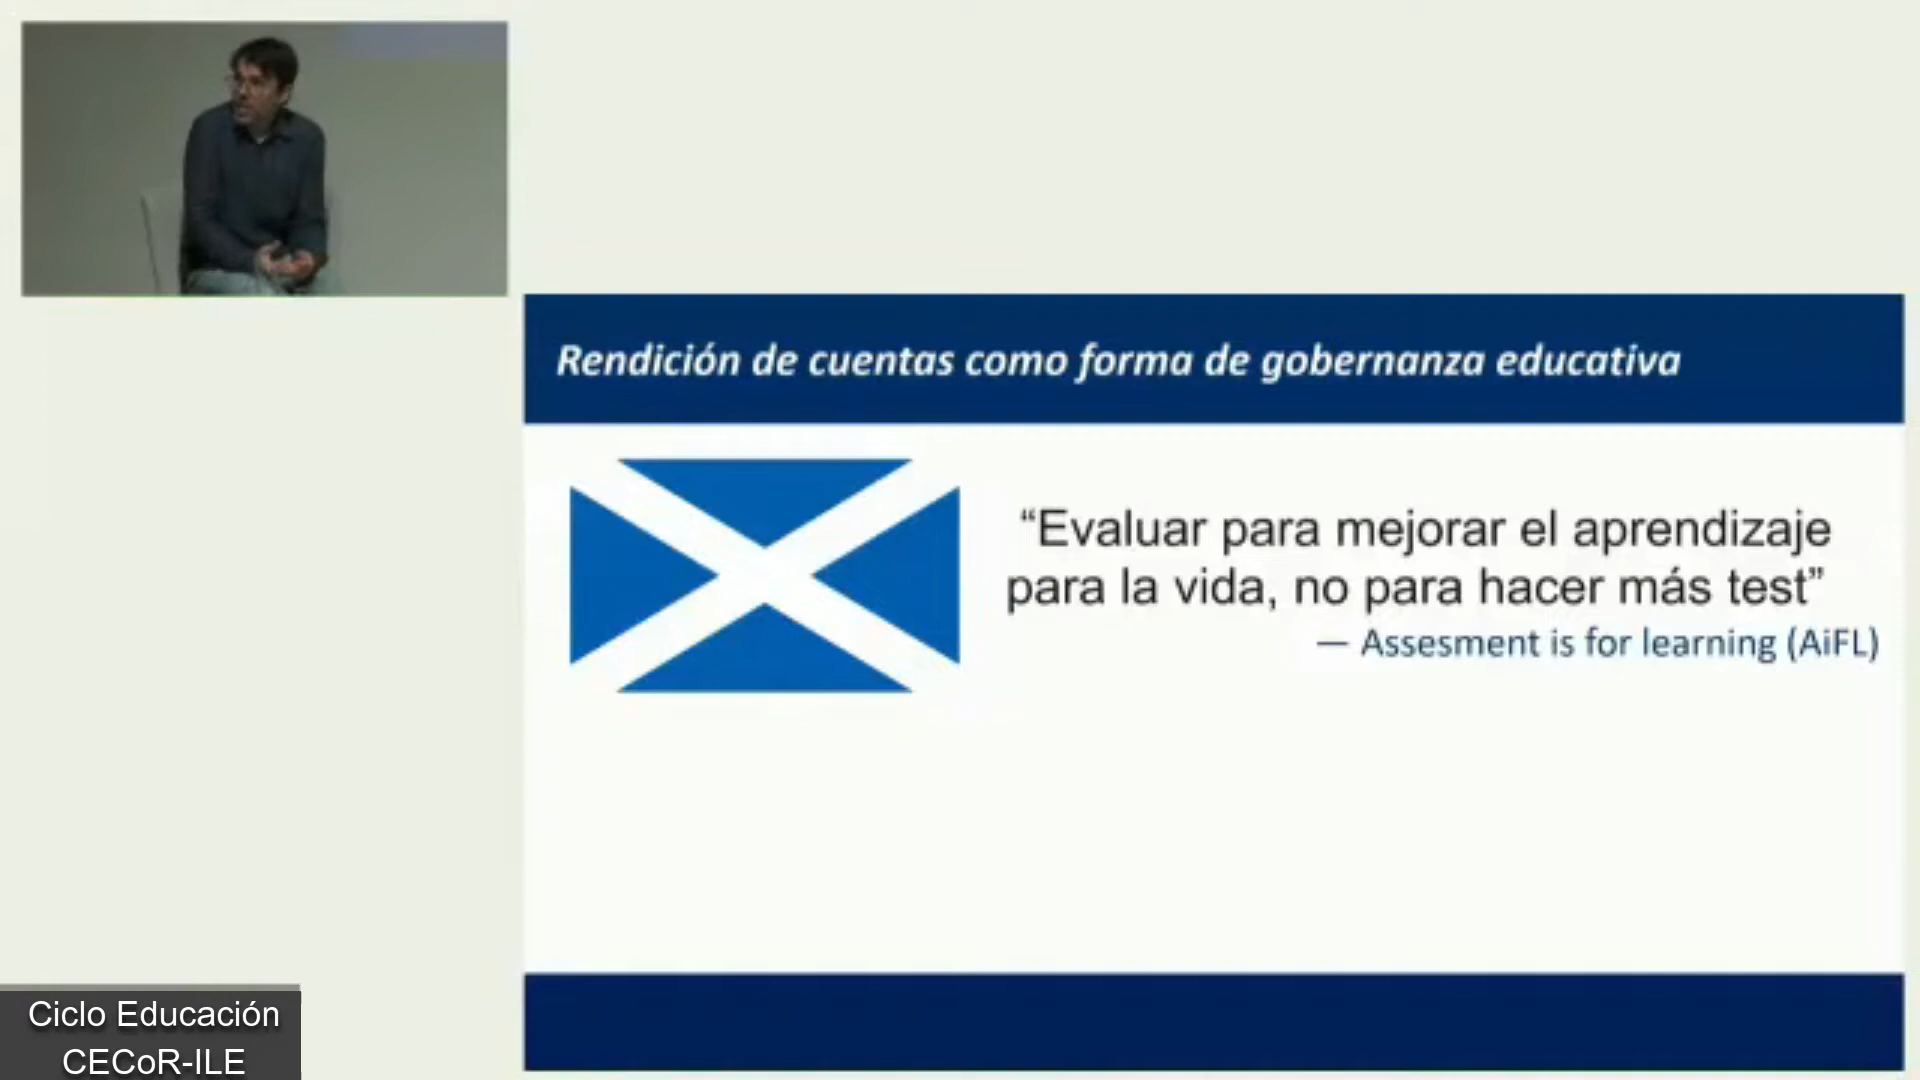 Rendición de cuentas como forma de gobernanza educativa
“Evaluar para mejorar el aprendizaje
para la vida, no para hacer más test”
— Assesment is for learning (AiFL)
Ciclo Educación
CECoR-ILE